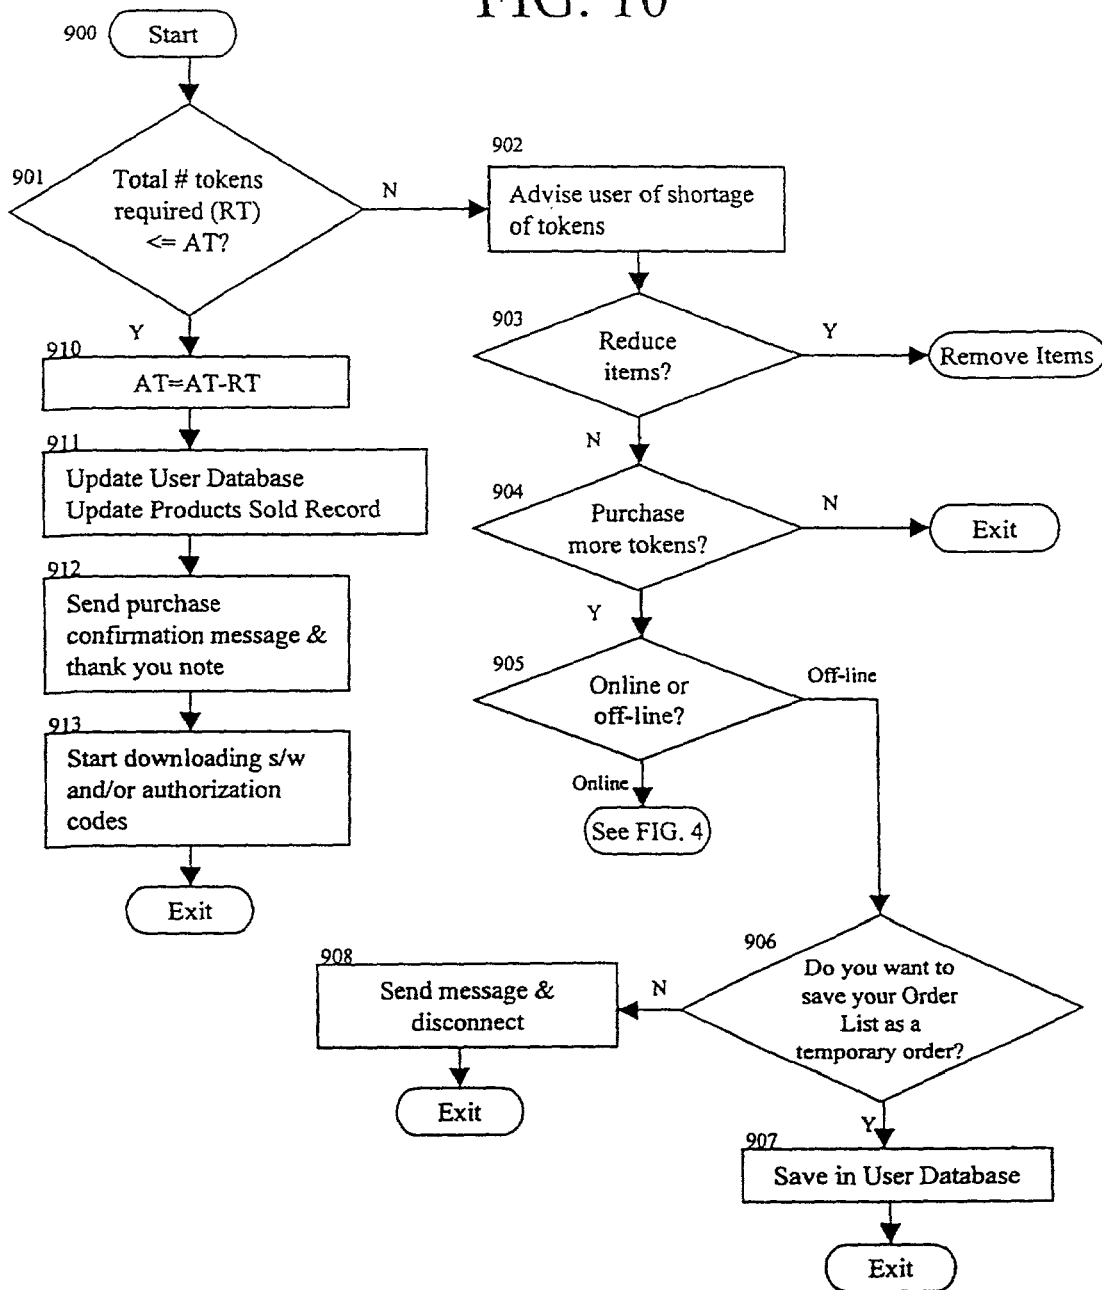 FIG. 10
900
Start
901
Total # tokens
required (RT)
<= AT?
N
902
Advise user of shortage
of tokens
Y
903
Reduce
items?
Y
Remove Items
910
AT=AT-RT
N
911
Update User Database
Update Products Sold Record
904
Purchase
more tokens?
N
Exit
912
Send purchase
confirmation message &
thank you note
Y
905
Online or
off-line?
Off-line
913
Start downloading s/w
and/or authorization
codes
Online
See FIG. 4
Exit
906
Do you want to
save your Order
List as a
temporary order?
N
908
Send message &
disconnect
Exit
Y
907
Save in User Database
Exit